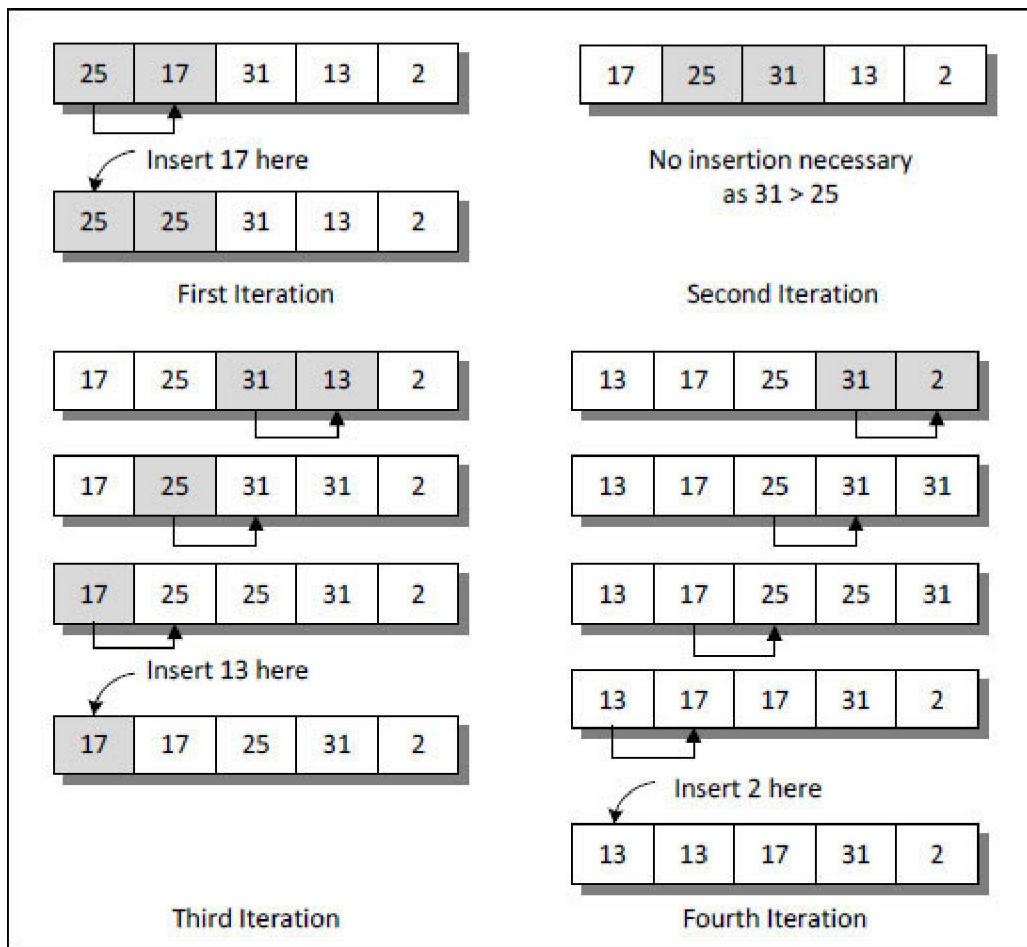 25 17 31 13 2
Insert 17 here
25 25 31 13 2
First Iteration
17 25 31 13 2
No insertion necessary
as 31 > 25
Second Iteration
17 25 31 13 2
17 25 31 31 2
17 25 25 31 2
Insert 13 here
17 17 25 31 2
Third Iteration
13 17 25 31 2
13 17 25 31 31
13 17 25 25 31
13 17 17 31 2
Insert 2 here
13 13 17 31 2
Fourth Iteration